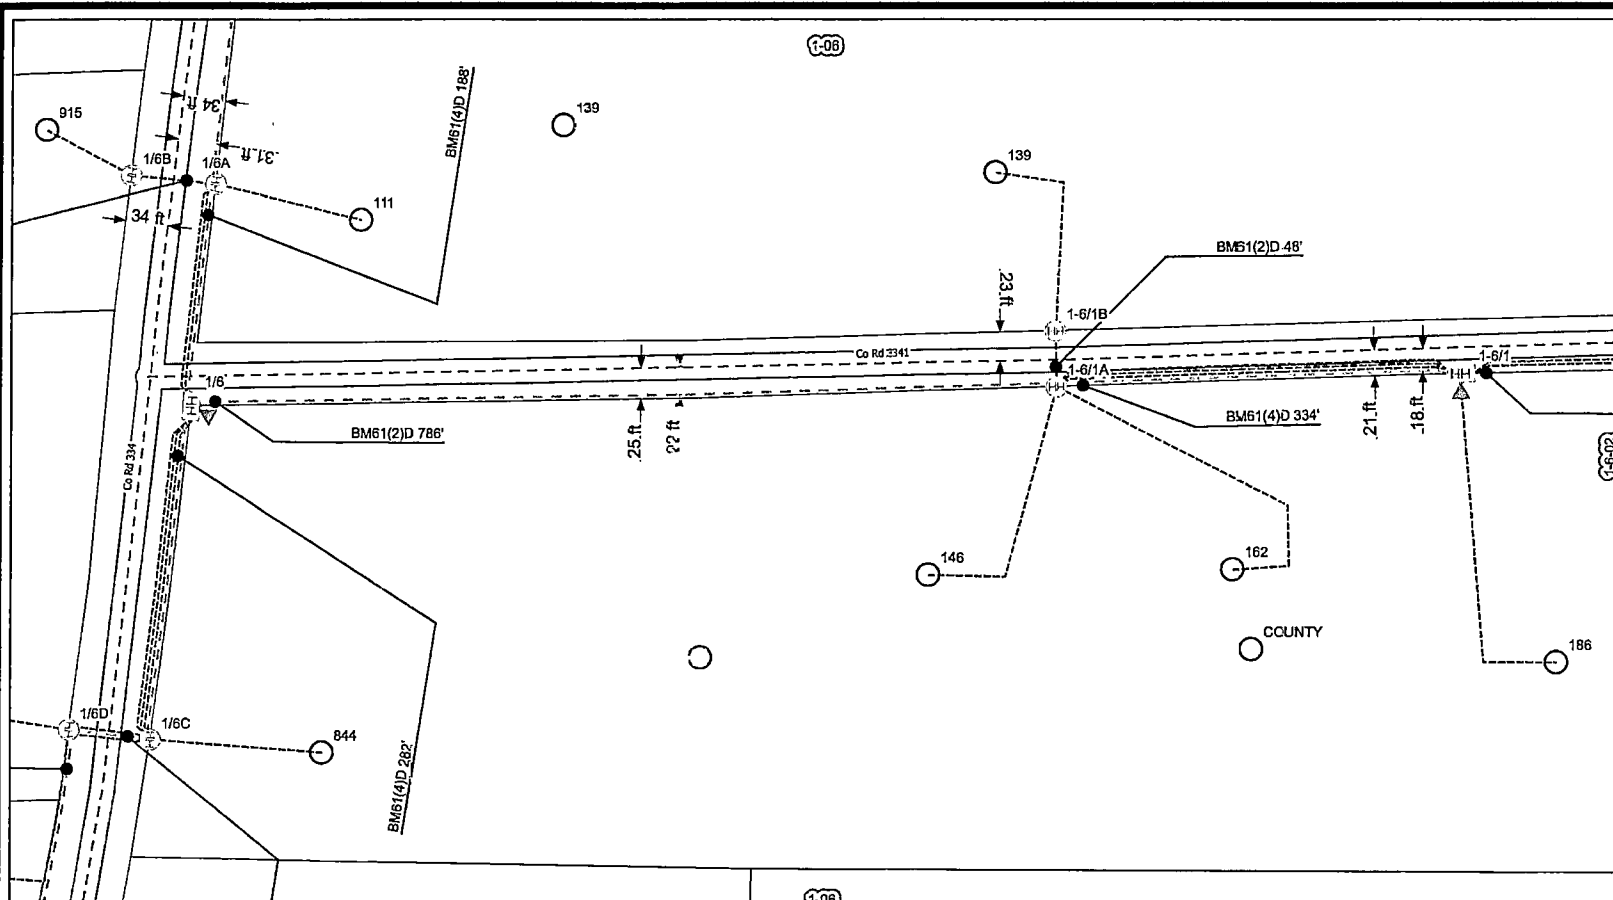 1-06
915
34 ft
BM61(4)D 188'
139
1/6B
1/6A
.31.ft
139
111
34 ft
BM61(2)D 48'
.23.ft
1-6/1B
Co Rd 3341
1-6/1
1-6/1A
1/6
BM61(2)D 786'
.25.ft
22 ft
BM61(4)D 334'
.21.ft.
.18.ft.
Co Rd 334
1-6-02
146
162
COUNTY
186
1/6D
1/6C
844
BM61(4)D 282'
1-06